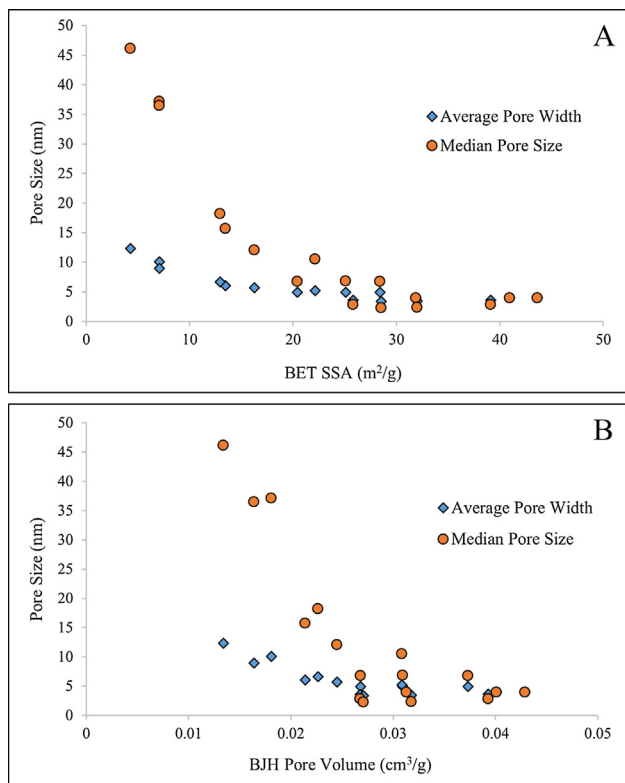 A
50
45
40
35
30
25
20
15
10
5
0
Pore Size (nm)
Average Pore Width
Median Pore Size
0 10 20 30 40 50
BET SSA (m²/g)
B
50
45
40
35
30
25
20
15
10
5
0
Pore Size (nm)
Average Pore Width
Median Pore Size
0 0.01 0.02 0.03 0.04 0.05
BJH Pore Volume (cm³/g)